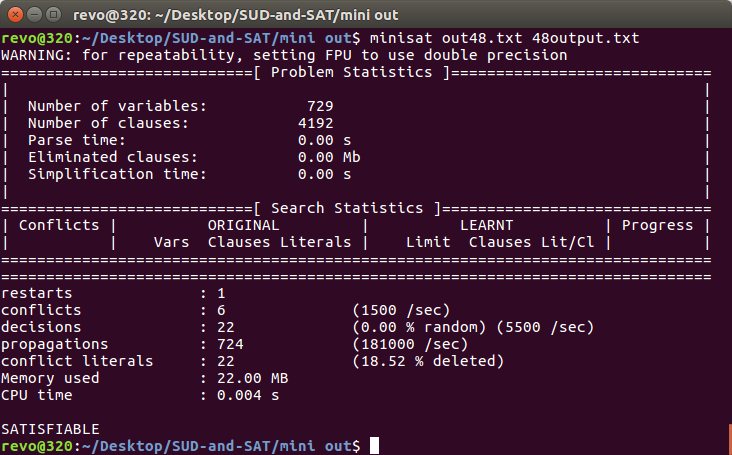 revo@320: ~/Desktop/SUD-and-SAT/mini out
revo@320:~/Desktop/SUD-and-SAT/mini out$ minisat out48.txt 48output.txt
WARNING: for repeatability, setting FPU to use double precision
============================[ Problem Statistics ]=============================
|                                                                             |
|  Number of variables:           729                                         |
|  Number of clauses:            4192                                         |
|  Parse time:                   0.00 s                                       |
|  Eliminated clauses:           0.00 Mb                                      |
|  Simplification time:          0.00 s                                       |
|                                                                             |
============================[ Search Statistics ]==============================
| Conflicts |          ORIGINAL         |          LEARNT          | Progress |
|           |    Vars  Clauses Literals |    Limit  Clauses Lit/Cl |          |
===============================================================================
===============================================================================
restarts              : 1
conflicts             : 6              (1500 /sec)
decisions             : 22             (0.00 % random) (5500 /sec)
propagations          : 724            (181000 /sec)
conflict literals     : 22             (18.52 % deleted)
Memory used           : 22.00 MB
CPU time              : 0.004 s

SATISFIABLE
revo@320:~/Desktop/SUD-and-SAT/mini out$